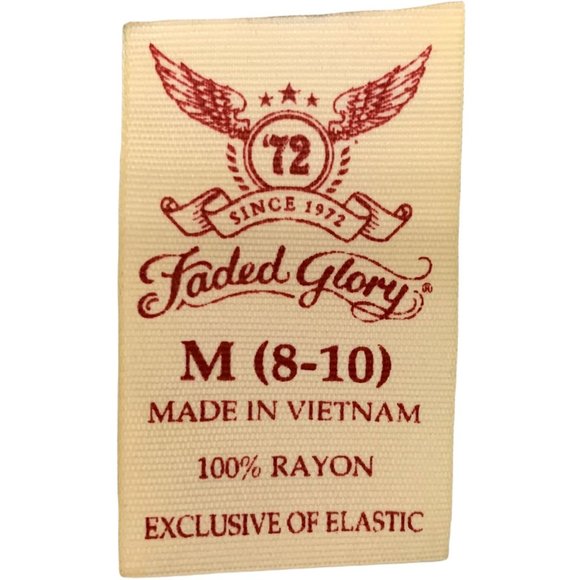 '72
SINCE 1972
Faded Glory®
M (8-10)
MADE IN VIETNAM
100% RAYON
EXCLUSIVE OF ELASTIC